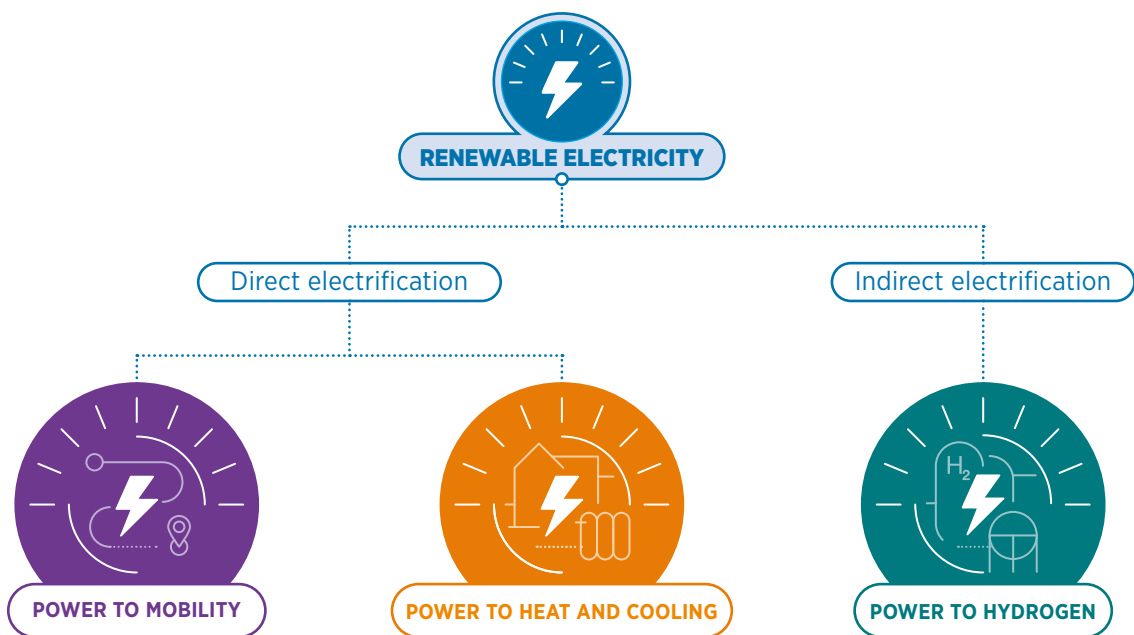 RENEWABLE ELECTRICITY
Direct electrification
Indirect electrification
H₂
POWER TO MOBILITY
POWER TO HEAT AND COOLING
POWER TO HYDROGEN